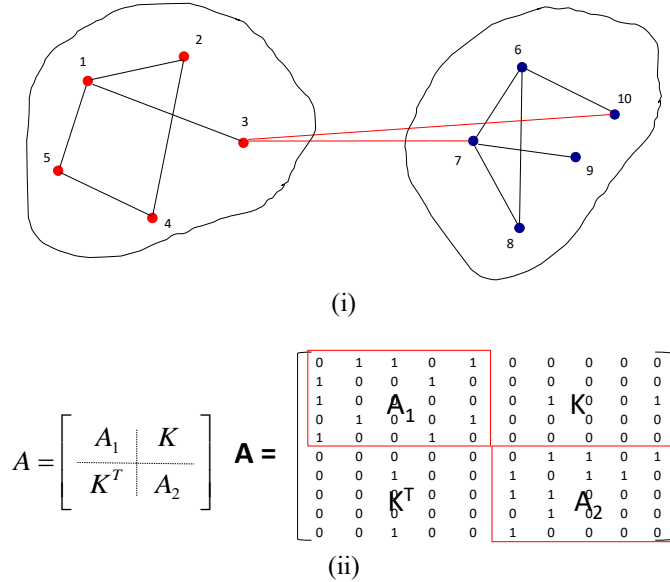 2
6
1
10
3
5
7
9
4
8
(i)
A = [ A₁ K
Kᵀ A₂ ]
A =
0 1 1 0 1 0 0 0 0 0
1 0 0 1 0 0 0 0 0 0
1 0 0 0 0 0 1 0 0 1
0 1 0 0 1 0 0 0 0 0
1 0 0 1 0 0 0 0 0 0
0 0 0 0 0 0 1 1 0 1
0 0 1 0 0 1 0 1 1 0
0 0 0 0 0 1 1 0 0 0
0 0 0 0 0 0 1 0 0 0
0 0 1 0 0 1 0 0 0 0
A₁ K
Kᵀ A₂
(ii)